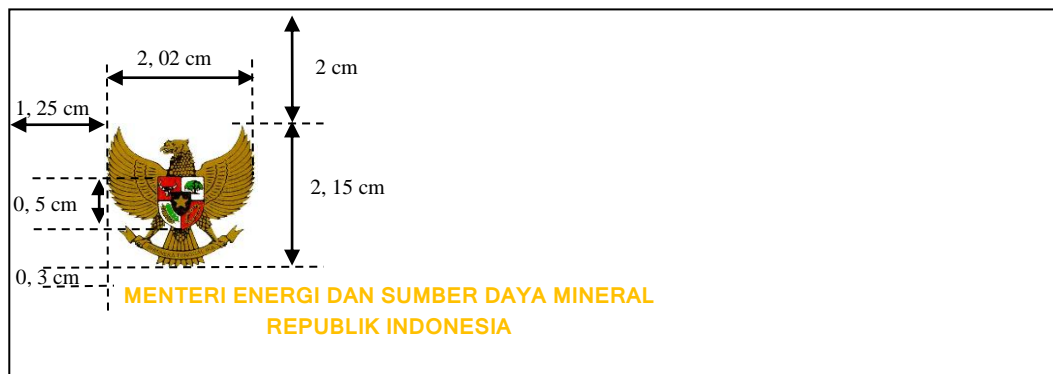 2, 02 cm
2 cm
1, 25 cm
2, 15 cm
0, 5 cm
0, 3 cm
MENTERI ENERGI DAN SUMBER DAYA MINERAL
REPUBLIK INDONESIA